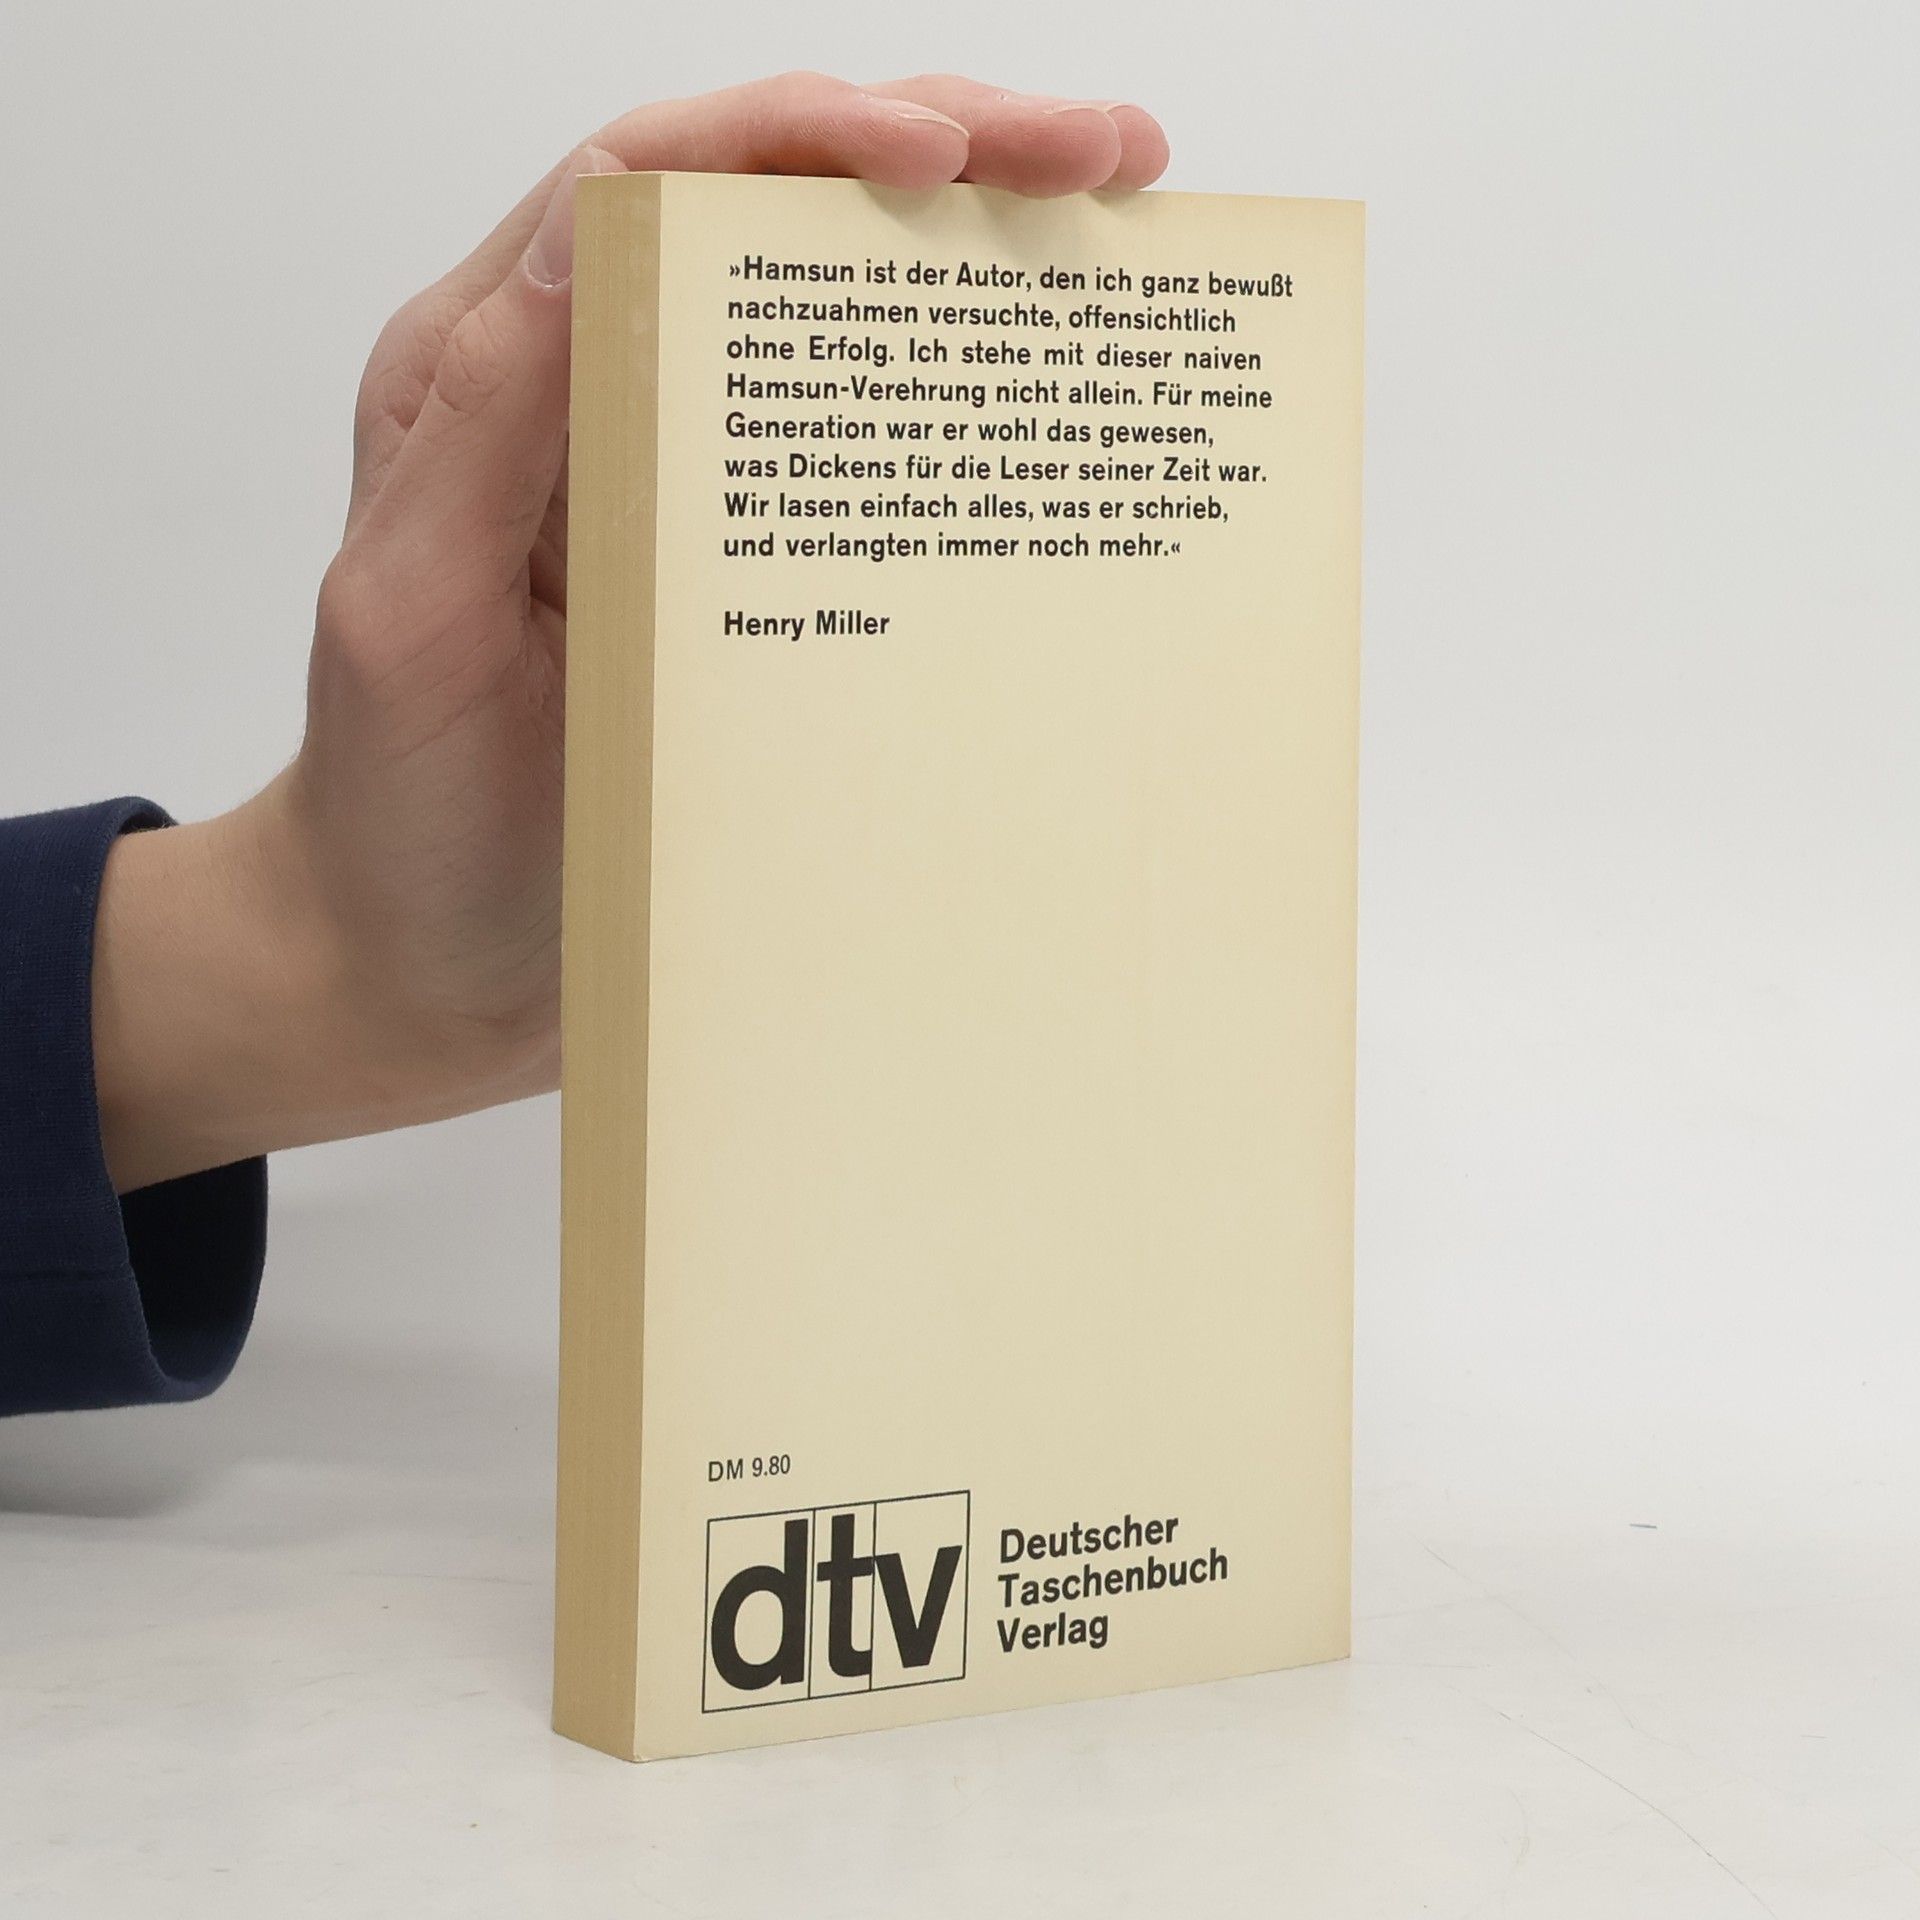 »Hamsun ist der Autor, den ich ganz bewußt
nachzuahmen versuchte, offensichtlich
ohne Erfolg. Ich stehe mit dieser naiven
Hamsun-Verehrung nicht allein. Für meine
Generation war er wohl das gewesen,
was Dickens für die Leser seiner Zeit war.
Wir lasen einfach alles, was er schrieb,
und verlangten immer noch mehr.«
Henry Miller
DM 9.80
dtv
Deutscher
Taschenbuch
Verlag